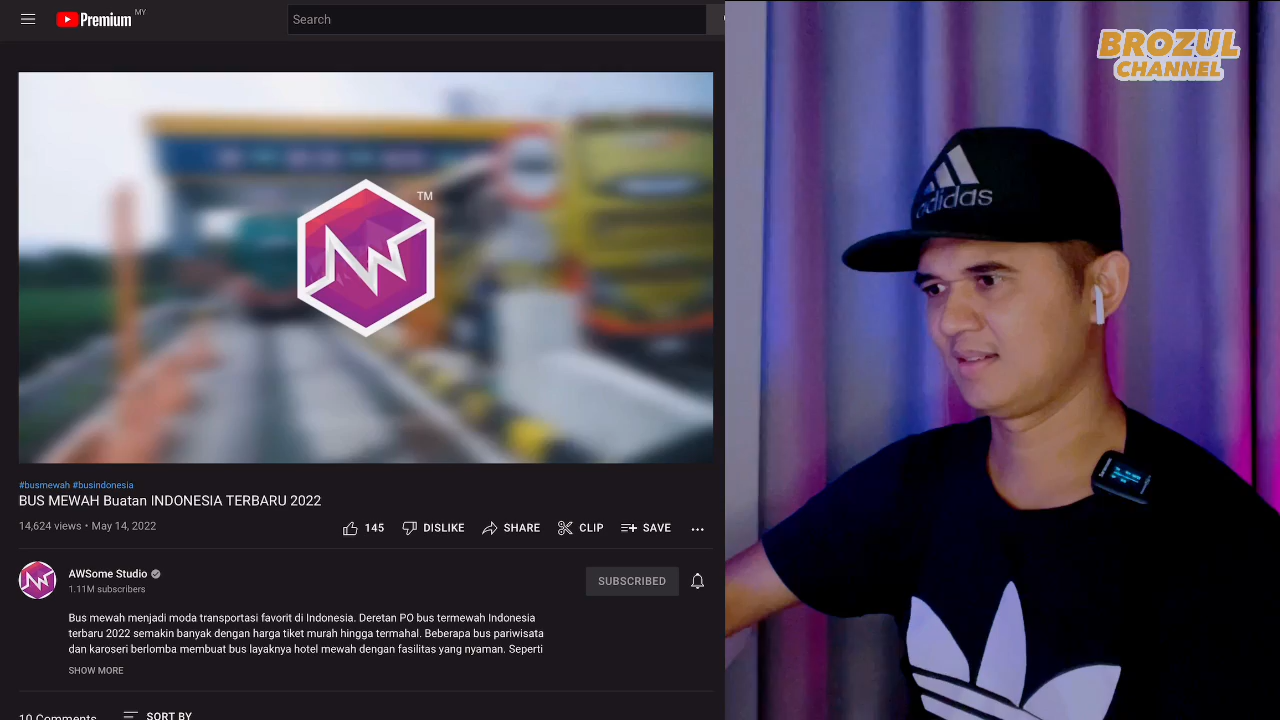 Premium MY
Search
BROZUL
CHANNEL
adidas
TM
#busmewah #busindonesia
BUS MEWAH Buatan INDONESIA TERBARU 2022
14,624 views • May 14, 2022
145 DISLIKE SHARE CLIP SAVE
AWSome Studio
1.11M subscribers
SUBSCRIBED
Bus mewah menjadi moda transportasi favorit di Indonesia. Deretan PO bus termewah Indonesia
terbaru 2022 semakin banyak dengan harga tiket murah hingga termahal. Beberapa bus pariwisata
dan karoseri berlomba membuat bus layaknya hotel mewah dengan fasilitas yang nyaman. Seperti
SHOW MORE
10 Comments SORT BY